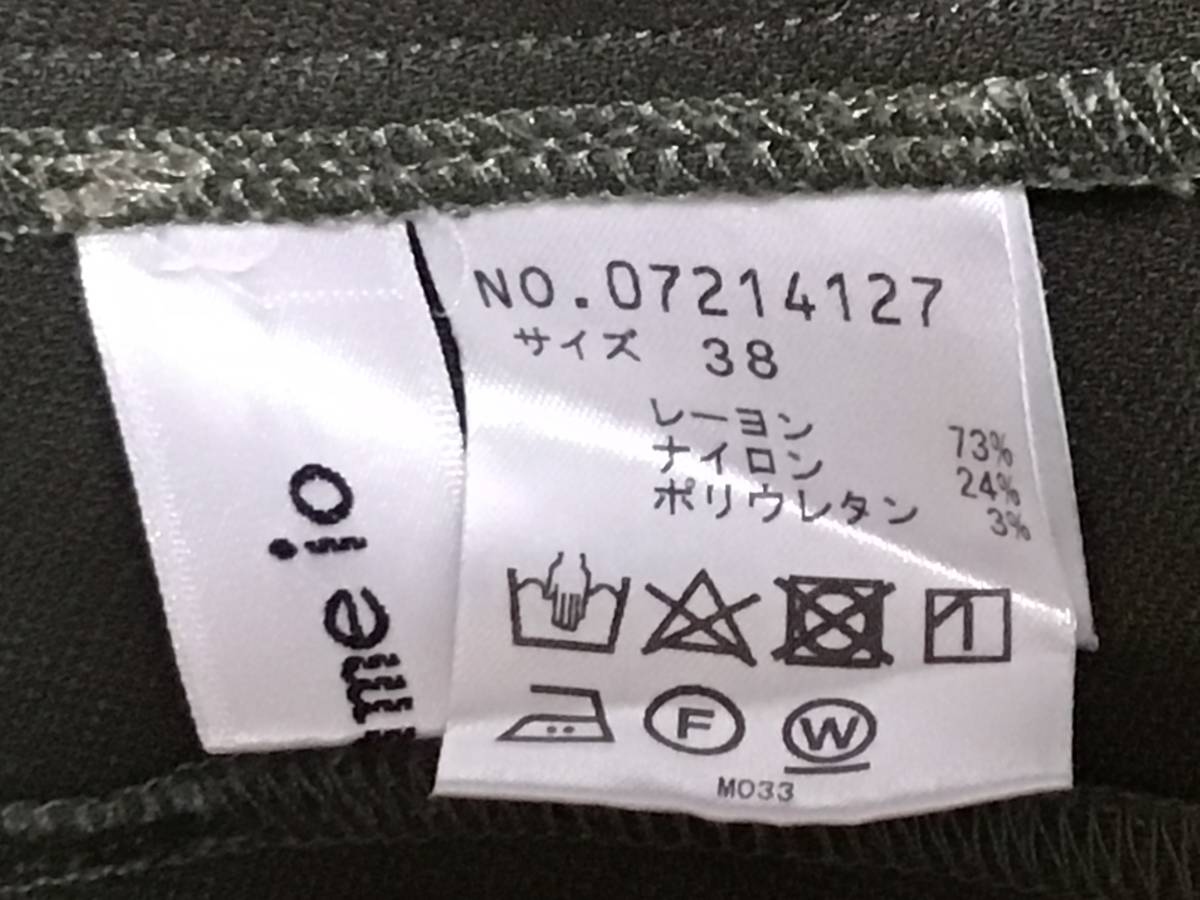 NO.07214127
サイズ 38
レーヨン 73%
ナイロン 24%
ポリウレタン 3%
F W
M033